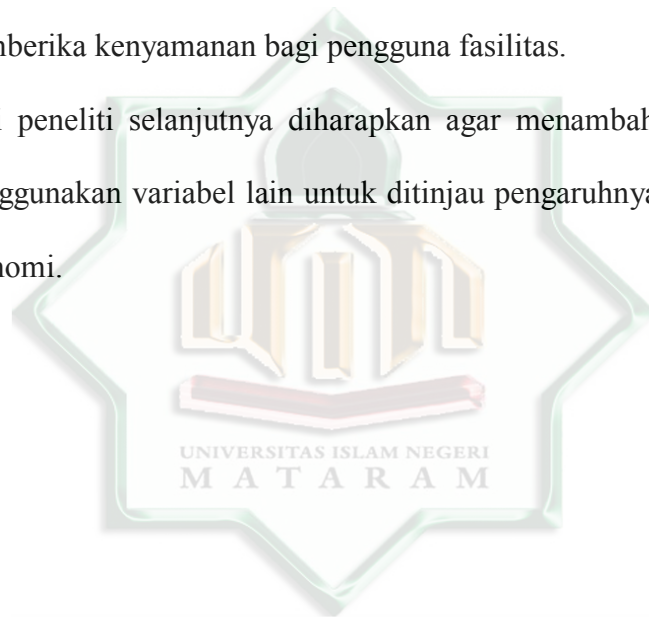 mberika kenyamanan bagi pengguna fasilitas.
i peneliti selanjutnya diharapkan agar menambah
ggunakan variabel lain untuk ditinjau pengaruhnya
nomi.
UNIVERSITAS ISLAM NEGERI
MATARAM